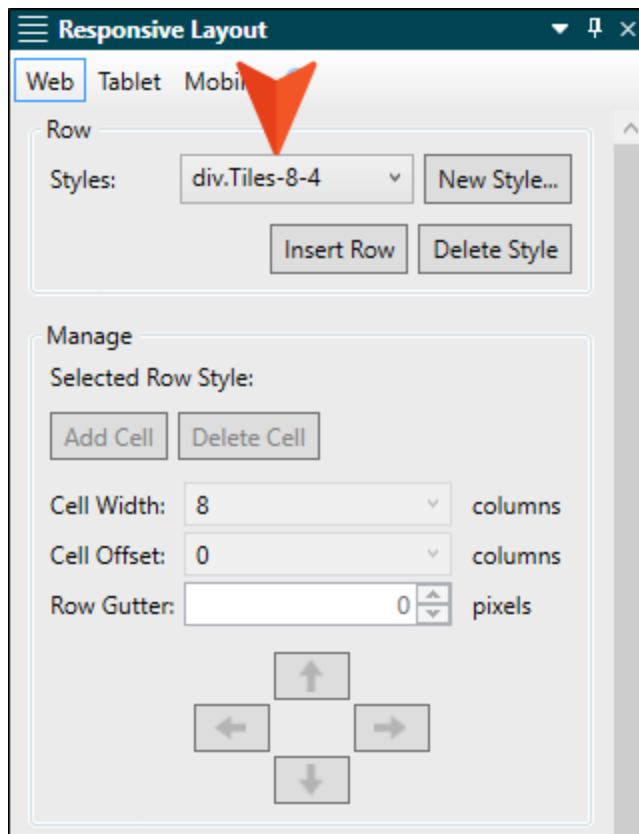 Responsive Layout
Web Tablet
Row
Styles: div.Tiles-8-4 New Style...
Insert Row Delete Style
Manage
Selected Row Style:
Add Cell Delete Cell
Cell Width: 8 columns
Cell Offset: 0 columns
Row Gutter: 0 pixels